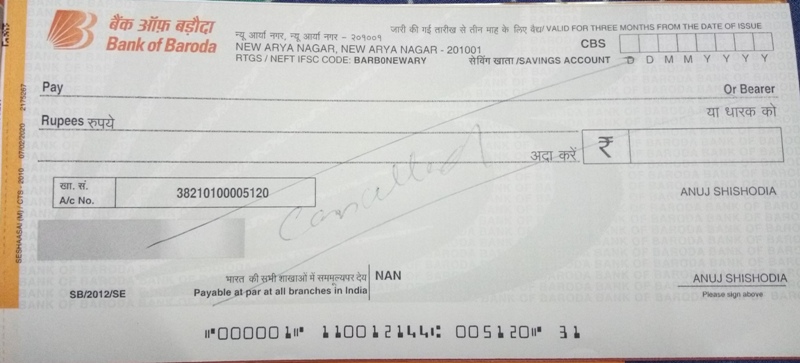 बैंक ऑफ़ बड़ौदा
Bank of Baroda
न्यू आर्या नगर, न्यू आर्या नगर - २०१००१
NEW ARYA NAGAR, NEW ARYA NAGAR - 201001
RTGS / NEFT IFSC CODE: BARB0NEWARY
जारी की गई तारीख से तीन माह के लिए वैध/ VALID FOR THREE MONTHS FROM THE DATE OF ISSUE
CBS
सेविंग खाता /SAVINGS ACCOUNT
D D M M Y Y Y Y
Pay
Or Bearer
या धारक को
Rupees रुपये
अदा करें ₹
Cancelled
खा. सं.
A/c No. 38210100005120
ANUJ SHISHODIA
भारत की सभी शाखाओं में सममूल्यपर देय
Payable at par at all branches in India
NAN
SB/2012/SE
ANUJ SHISHODIA
Please sign above
⑈000001⑈ 110012144⑆ 005120⑈ 31
SESHAASAI (M) / CTS - 2010 07/02/2020 2175267